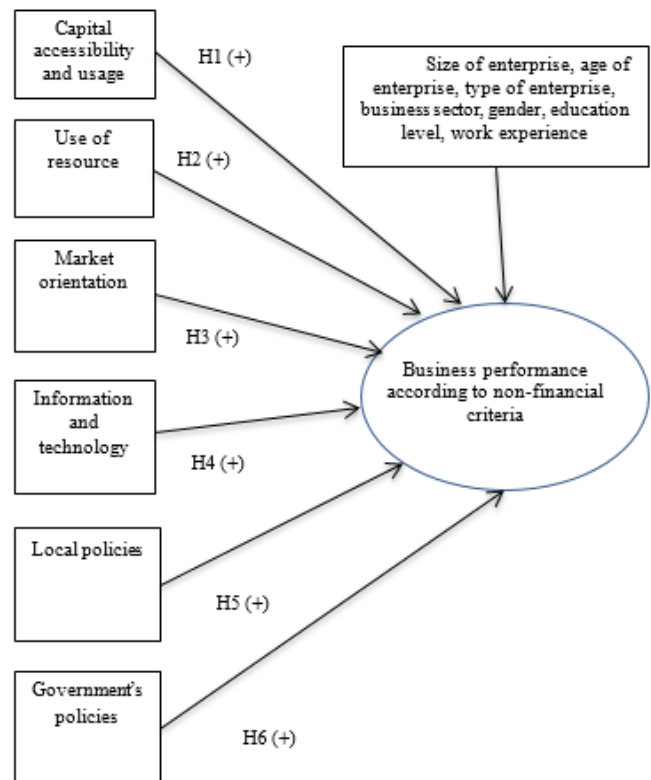 Capital
accessibility
and usage
H1 (+)
Size of enterprise, age of
enterprise, type of enterprise,
business sector, gender, education
level, work experience
Use of
resource
H2 (+)
Market
orientation
H3 (+)
Business performance
according to non-financial
criteria
Information
and
technology
H4 (+)
Local policies
H5 (+)
Government's
policies
H6 (+)